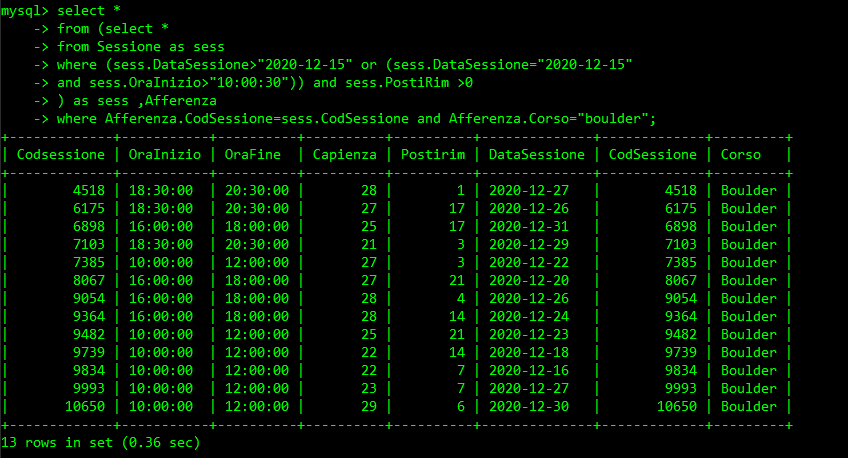 mysql> select *
    -> from (select *
    -> from Sessione as sess
    -> where (sess.DataSessione>"2020-12-15" or (sess.DataSessione="2020-12-15"
    -> and sess.OraInizio>"10:00:30")) and sess.PostiRim >0
    -> ) as sess ,Afferenza
    -> where Afferenza.CodSessione=sess.CodSessione and Afferenza.Corso="boulder";
+-------------+-----------+----------+----------+----------+--------------+-------------+---------+
| Codsessione | OraInizio | OraFine  | Capienza | Postirim | DataSessione | CodSessione | Corso   |
+-------------+-----------+----------+----------+----------+--------------+-------------+---------+
|        4518 | 18:30:00  | 20:30:00 |       28 |        1 | 2020-12-27   |        4518 | Boulder |
|        6175 | 18:30:00  | 20:30:00 |       27 |       17 | 2020-12-26   |        6175 | Boulder |
|        6898 | 16:00:00  | 18:00:00 |       25 |       17 | 2020-12-31   |        6898 | Boulder |
|        7103 | 18:30:00  | 20:30:00 |       21 |        3 | 2020-12-29   |        7103 | Boulder |
|        7385 | 10:00:00  | 12:00:00 |       27 |        3 | 2020-12-22   |        7385 | Boulder |
|        8067 | 16:00:00  | 18:00:00 |       27 |       21 | 2020-12-20   |        8067 | Boulder |
|        9054 | 16:00:00  | 18:00:00 |       28 |        4 | 2020-12-26   |        9054 | Boulder |
|        9364 | 16:00:00  | 18:00:00 |       28 |       14 | 2020-12-24   |        9364 | Boulder |
|        9482 | 10:00:00  | 12:00:00 |       25 |       21 | 2020-12-23   |        9482 | Boulder |
|        9739 | 10:00:00  | 12:00:00 |       22 |       14 | 2020-12-18   |        9739 | Boulder |
|        9834 | 10:00:00  | 12:00:00 |       22 |        7 | 2020-12-16   |        9834 | Boulder |
|        9993 | 10:00:00  | 12:00:00 |       23 |        7 | 2020-12-27   |        9993 | Boulder |
|       10650 | 10:00:00  | 12:00:00 |       29 |        6 | 2020-12-30   |       10650 | Boulder |
+-------------+-----------+----------+----------+----------+--------------+-------------+---------+
13 rows in set (0.36 sec)